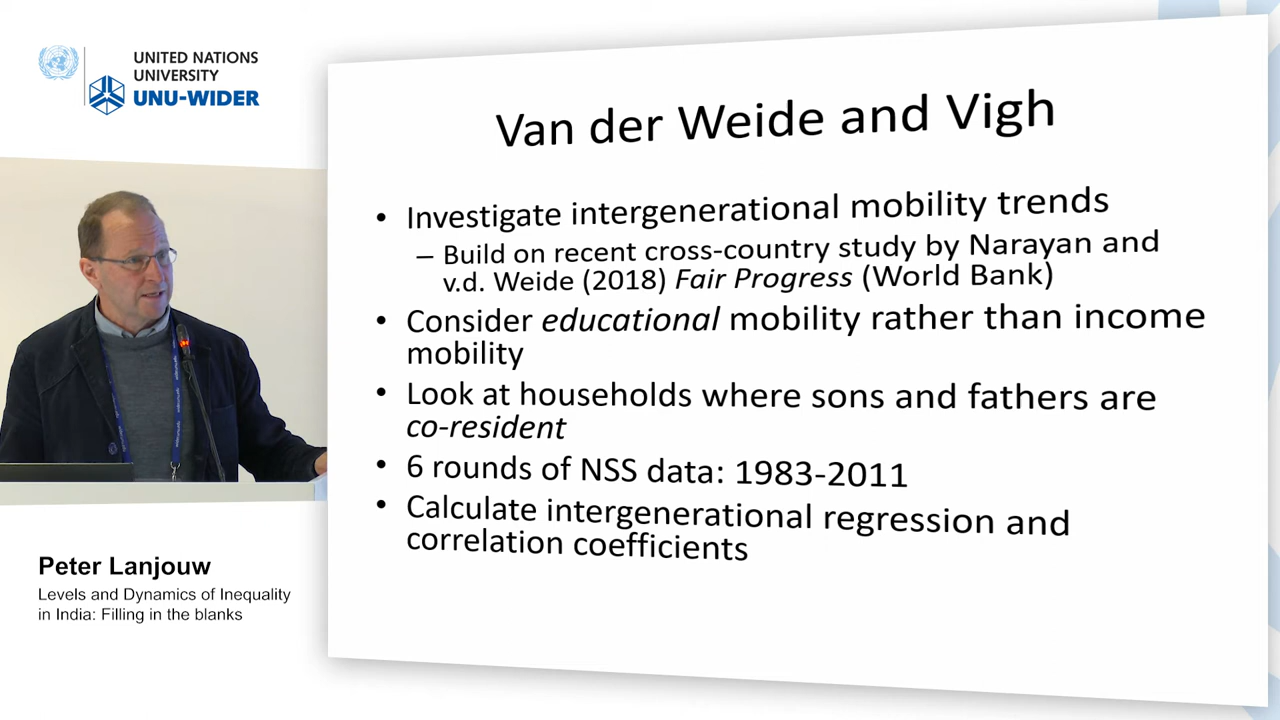 UNITED NATIONS
UNIVERSITY
UNU-WIDER
Van der Weide and Vigh
• Investigate intergenerational mobility trends
– Build on recent cross-country study by Narayan and
v.d. Weide (2018) Fair Progress (World Bank)
• Consider educational mobility rather than income
mobility
• Look at households where sons and fathers are
co-resident
• 6 rounds of NSS data: 1983-2011
• Calculate intergenerational regression and
correlation coefficients
Peter Lanjouw
Levels and Dynamics of Inequality
in India: Filling in the blanks